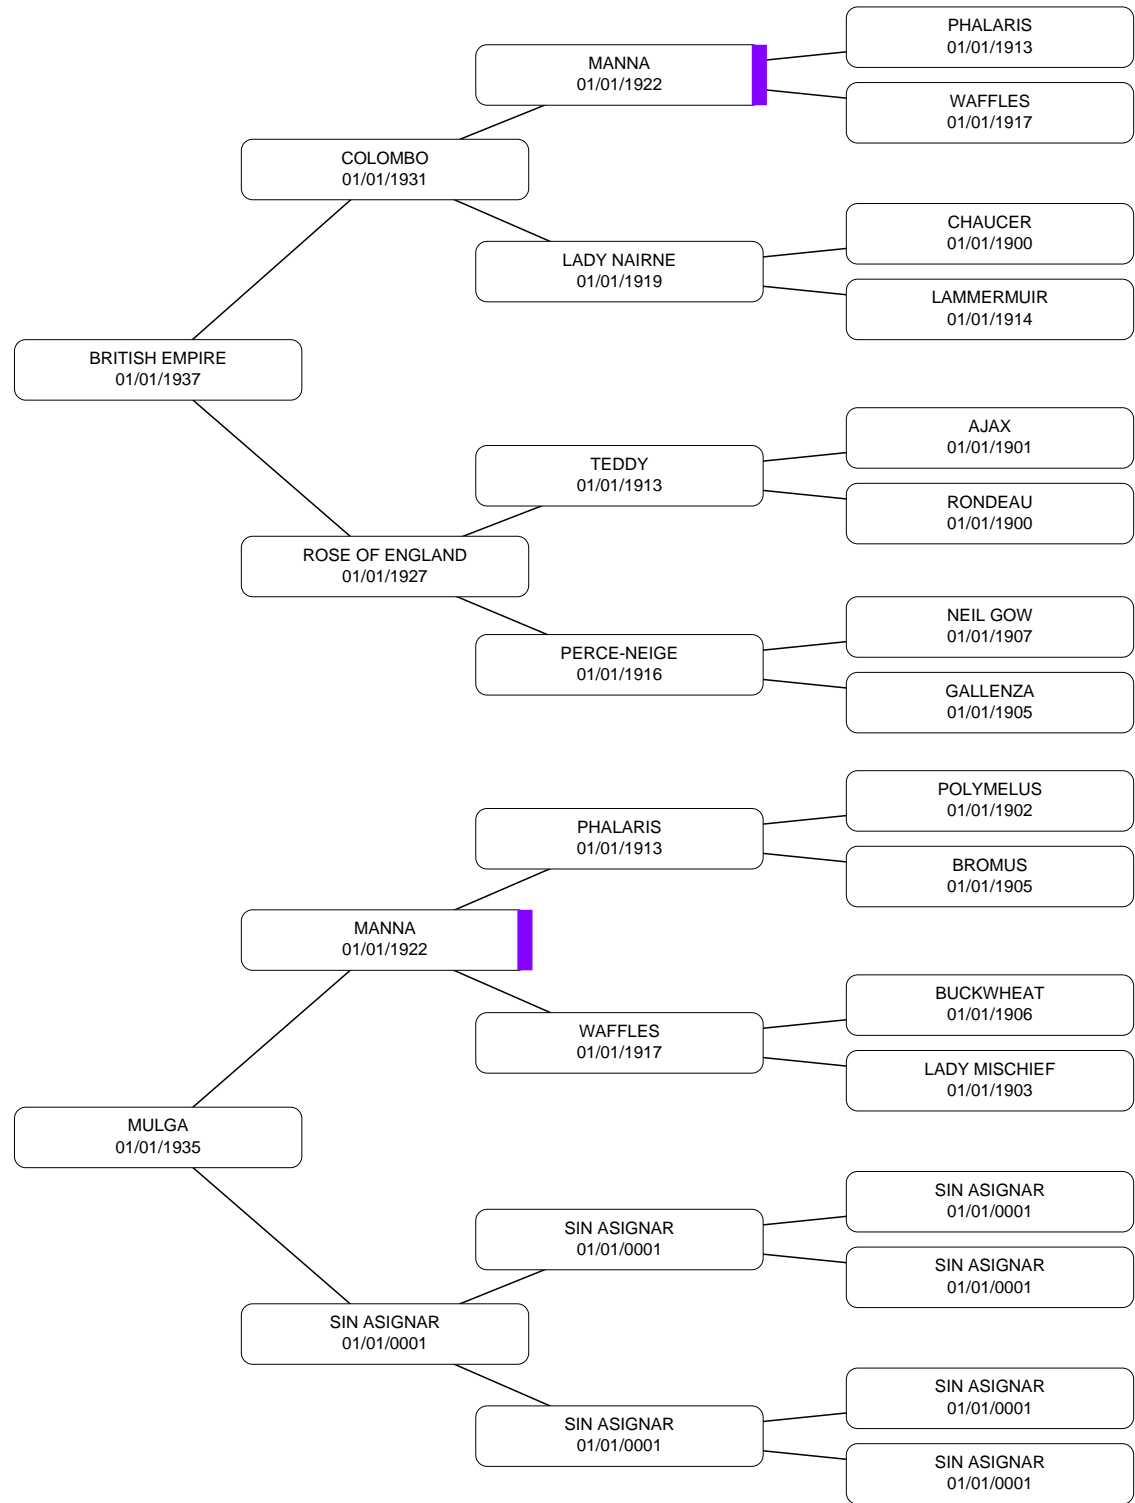 PHALARIS
01/01/1913
MANNA
01/01/1922
WAFFLES
01/01/1917
COLOMBO
01/01/1931
CHAUCER
01/01/1900
LADY NAIRNE
01/01/1919
LAMMERMUIR
01/01/1914
BRITISH EMPIRE
01/01/1937
AJAX
01/01/1901
TEDDY
01/01/1913
RONDEAU
01/01/1900
ROSE OF ENGLAND
01/01/1927
NEIL GOW
01/01/1907
PERCE-NEIGE
01/01/1916
GALLENZA
01/01/1905
POLYMELUS
01/01/1902
PHALARIS
01/01/1913
BROMUS
01/01/1905
MANNA
01/01/1922
BUCKWHEAT
01/01/1906
WAFFLES
01/01/1917
LADY MISCHIEF
01/01/1903
MULGA
01/01/1935
SIN ASIGNAR
01/01/0001
SIN ASIGNAR
01/01/0001
SIN ASIGNAR
01/01/0001
SIN ASIGNAR
01/01/0001
SIN ASIGNAR
01/01/0001
SIN ASIGNAR
01/01/0001
SIN ASIGNAR
01/01/0001